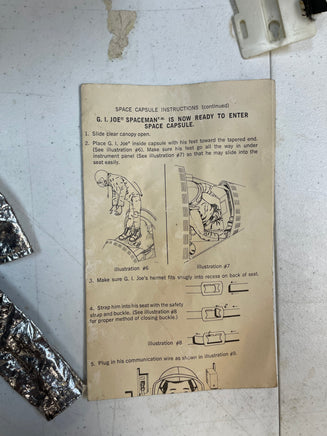 SPACE CAPSULE INSTRUCTIONS (continued)
G. I. JOE® SPACEMAN™ IS NOW READY TO ENTER
SPACE CAPSULE.
1. Slide clear canopy open.
2. Place G. I. Joe® inside capsule with his feet toward the tapered end.
(See illustration #6). Make sure his feet go all the way in under
instrument panel (See illustration #7) so that he may slide into the
seat easily.
illustration #6
illustration #7
3. Make sure G. I. Joe's helmet fits snugly into recess on back of seat.
4. Strap him into his seat with the safety
strap and buckle. (See illustration #8
for proper method of closing buckle.)
illustration #8
5. Plug in his communication wire as shown in illustration #9.